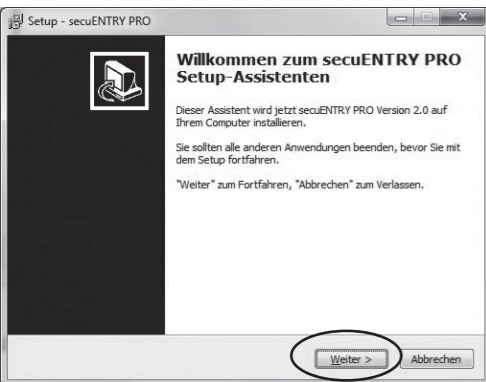 Setup - secuENTRY PRO
Willkommen zum secuENTRY PRO
Setup-Assistenten
Dieser Assistent wird jetzt secuENTRY PRO Version 2.0 auf
Ihrem Computer installieren.
Sie sollten alle anderen Anwendungen beenden, bevor Sie mit
dem Setup fortfahren.
"Weiter" zum Fortfahren, "Abbrechen" zum Verlassen.
Weiter > Abbrechen